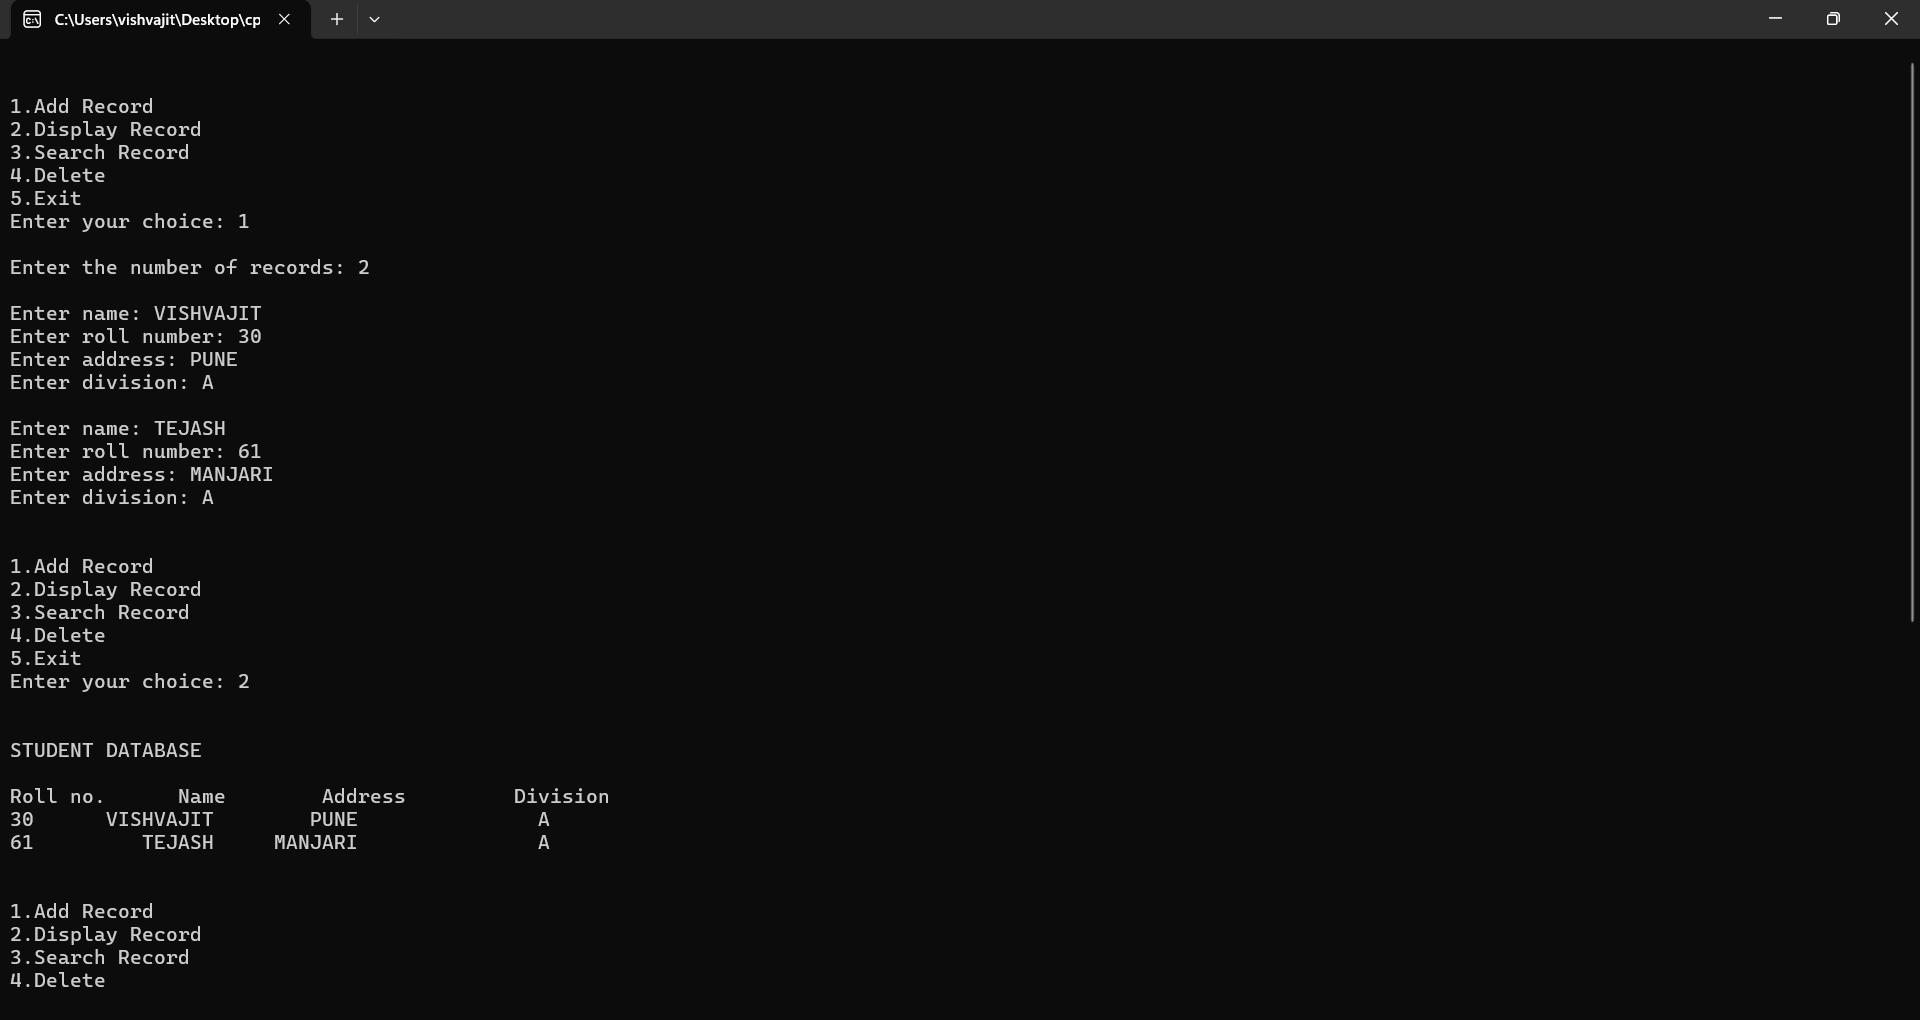 C:\Users\vishvajit\Desktop\cp
1.Add Record
2.Display Record
3.Search Record
4.Delete
5.Exit
Enter your choice: 1
Enter the number of records: 2
Enter name: VISHVAJIT
Enter roll number: 30
Enter address: PUNE
Enter division: A
Enter name: TEJASH
Enter roll number: 61
Enter address: MANJARI
Enter division: A
1.Add Record
2.Display Record
3.Search Record
4.Delete
5.Exit
Enter your choice: 2
STUDENT DATABASE
Roll no.      Name        Address         Division
30      VISHVAJIT        PUNE               A
61         TEJASH     MANJARI               A
1.Add Record
2.Display Record
3.Search Record
4.Delete